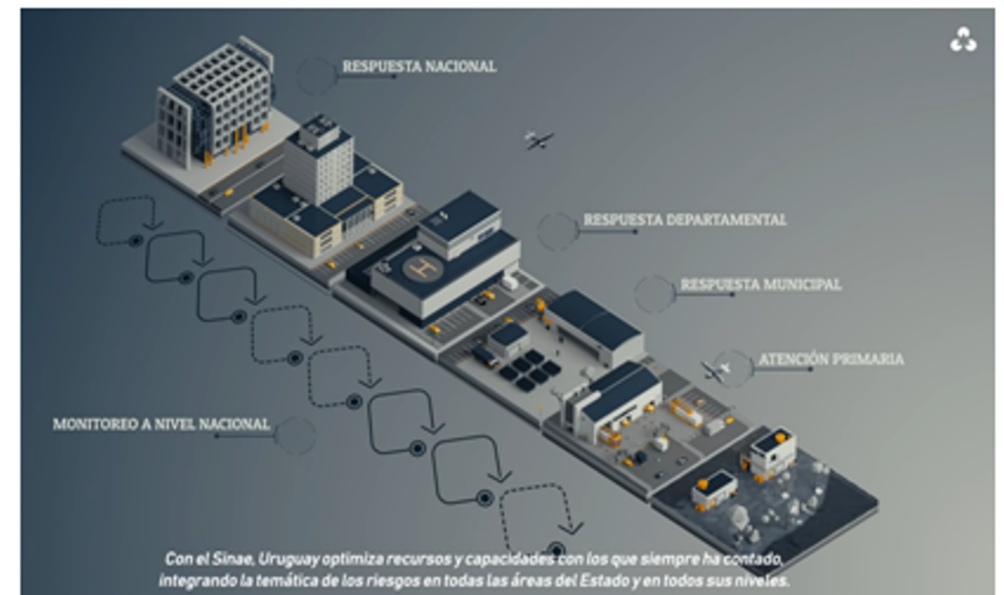 RESPUESTA NACIONAL
RESPUESTA DEPARTAMENTAL
RESPUESTA MUNICIPAL
ATENCIÓN PRIMARIA
MONITOREO A NIVEL NACIONAL
Con el Sinae, Uruguay optimiza recursos y capacidades con los que siempre ha contado,
integrando la temática de los riesgos en todas las áreas del Estado y en todos sus niveles.